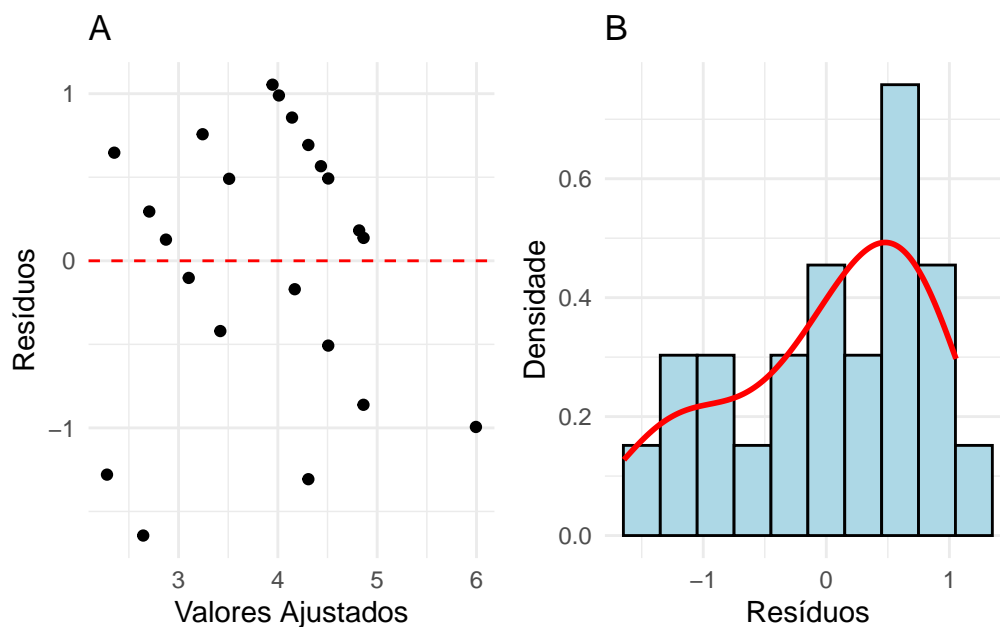 A
B
1
0
−1
Resíduos
3
4
5
6
Valores Ajustados
0.6
0.4
0.2
0.0
Densidade
−1
0
1
Resíduos